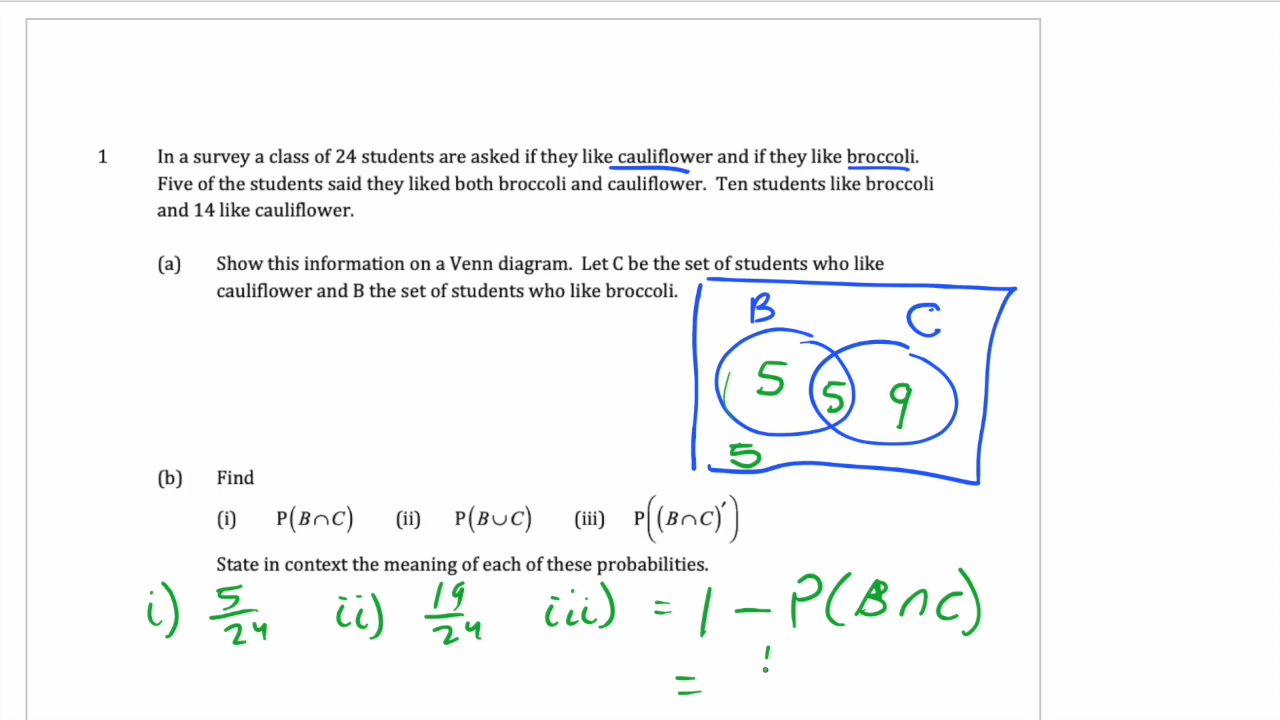 1 In a survey a class of 24 students are asked if they like cauliflower and if they like broccoli.
Five of the students said they liked both broccoli and cauliflower. Ten students like broccoli
and 14 like cauliflower.
(a) Show this information on a Venn diagram. Let C be the set of students who like
cauliflower and B the set of students who like broccoli.
B C
5 5 9
5
(b) Find
(i) P(B∩C) (ii) P(B∪C) (iii) P((B∩C)′)
State in context the meaning of each of these probabilities.
i) 5/24 ii) 19/24 iii) = 1 − P(B∩C)
=